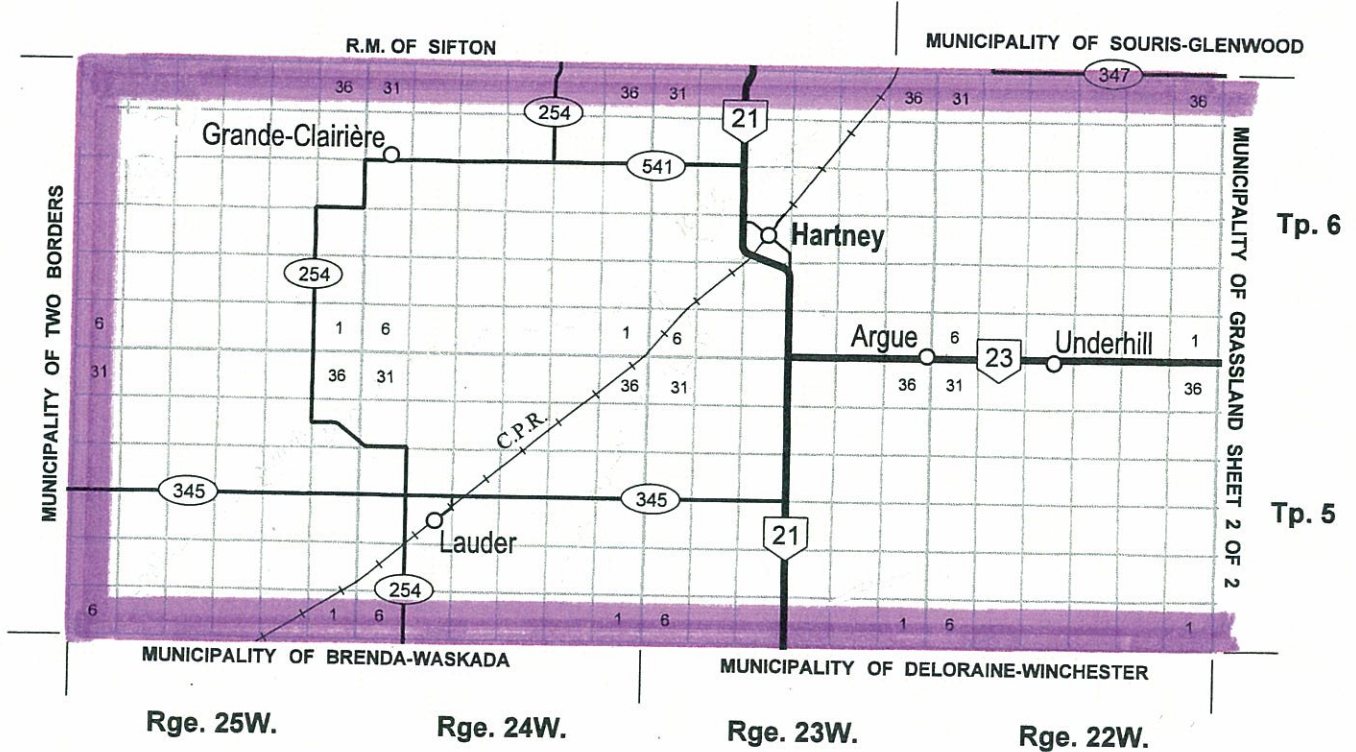 R.M. OF SIFTON
MUNICIPALITY OF SOURIS-GLENWOOD
347
36 31 36 31 36 31 36
254
21
Grande-Clairière
541
MUNICIPALITY OF TWO BORDERS
MUNICIPALITY OF GRASSLAND SHEET 2 OF 2
Tp. 6
Hartney
254
6 1 6 1 6 Argue 6 23 Underhill 1
31 36 31 36 31 36 31 36
C.P.R.
345 345
Tp. 5
21
Lauder
254
6 1 6 1 6 1 6 1
MUNICIPALITY OF BRENDA-WASKADA
MUNICIPALITY OF DELORAINE-WINCHESTER
Rge. 25W. Rge. 24W. Rge. 23W. Rge. 22W.